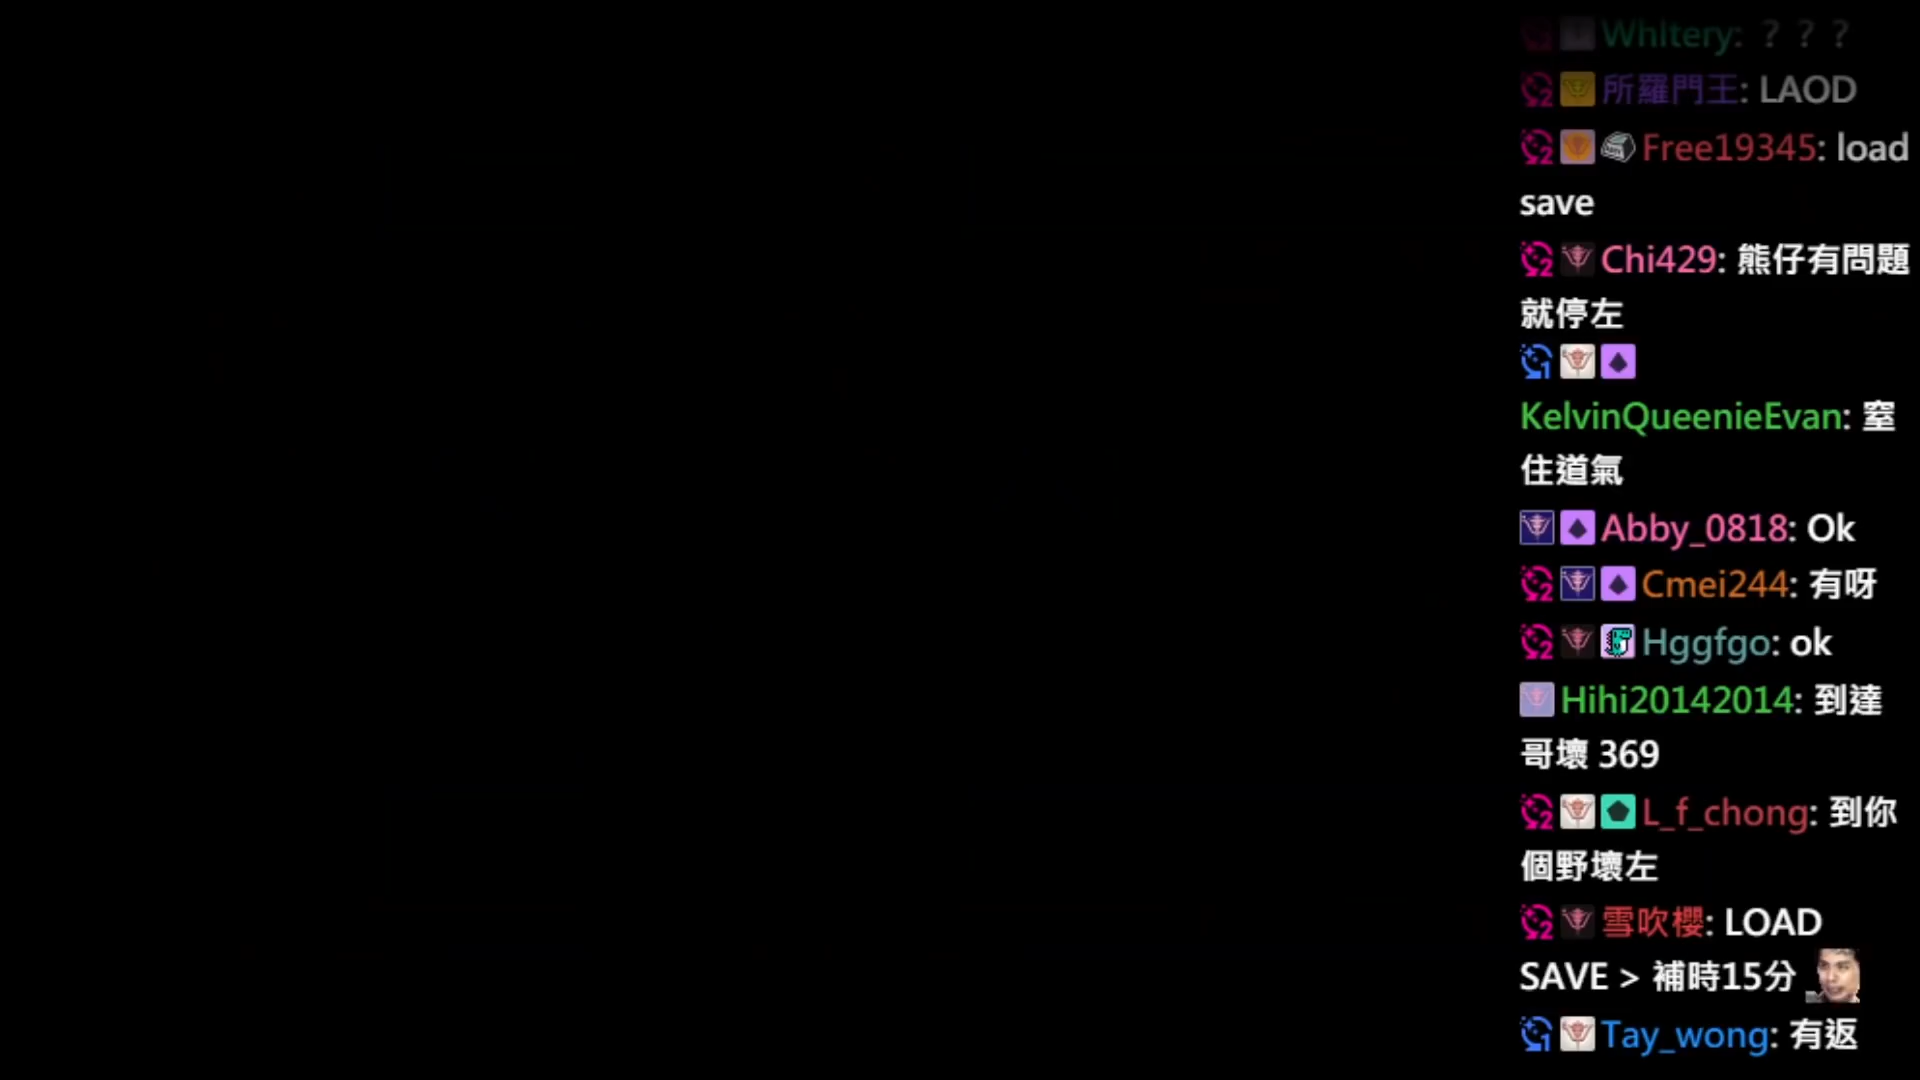 Whltery: ? ? ?
所羅門王: LAOD
Free19345: load
save
Chi429: 熊仔有問題
就停左
KelvinQueenieEvan: 窒
住道氣
Abby_0818: Ok
Cmei244: 有呀
Hggfgo: ok
Hihi20142014: 到達
哥壞 369
L_f_chong: 到你
個野壞左
雪吹櫻: LOAD
SAVE > 補時15分
Tay_wong: 有返